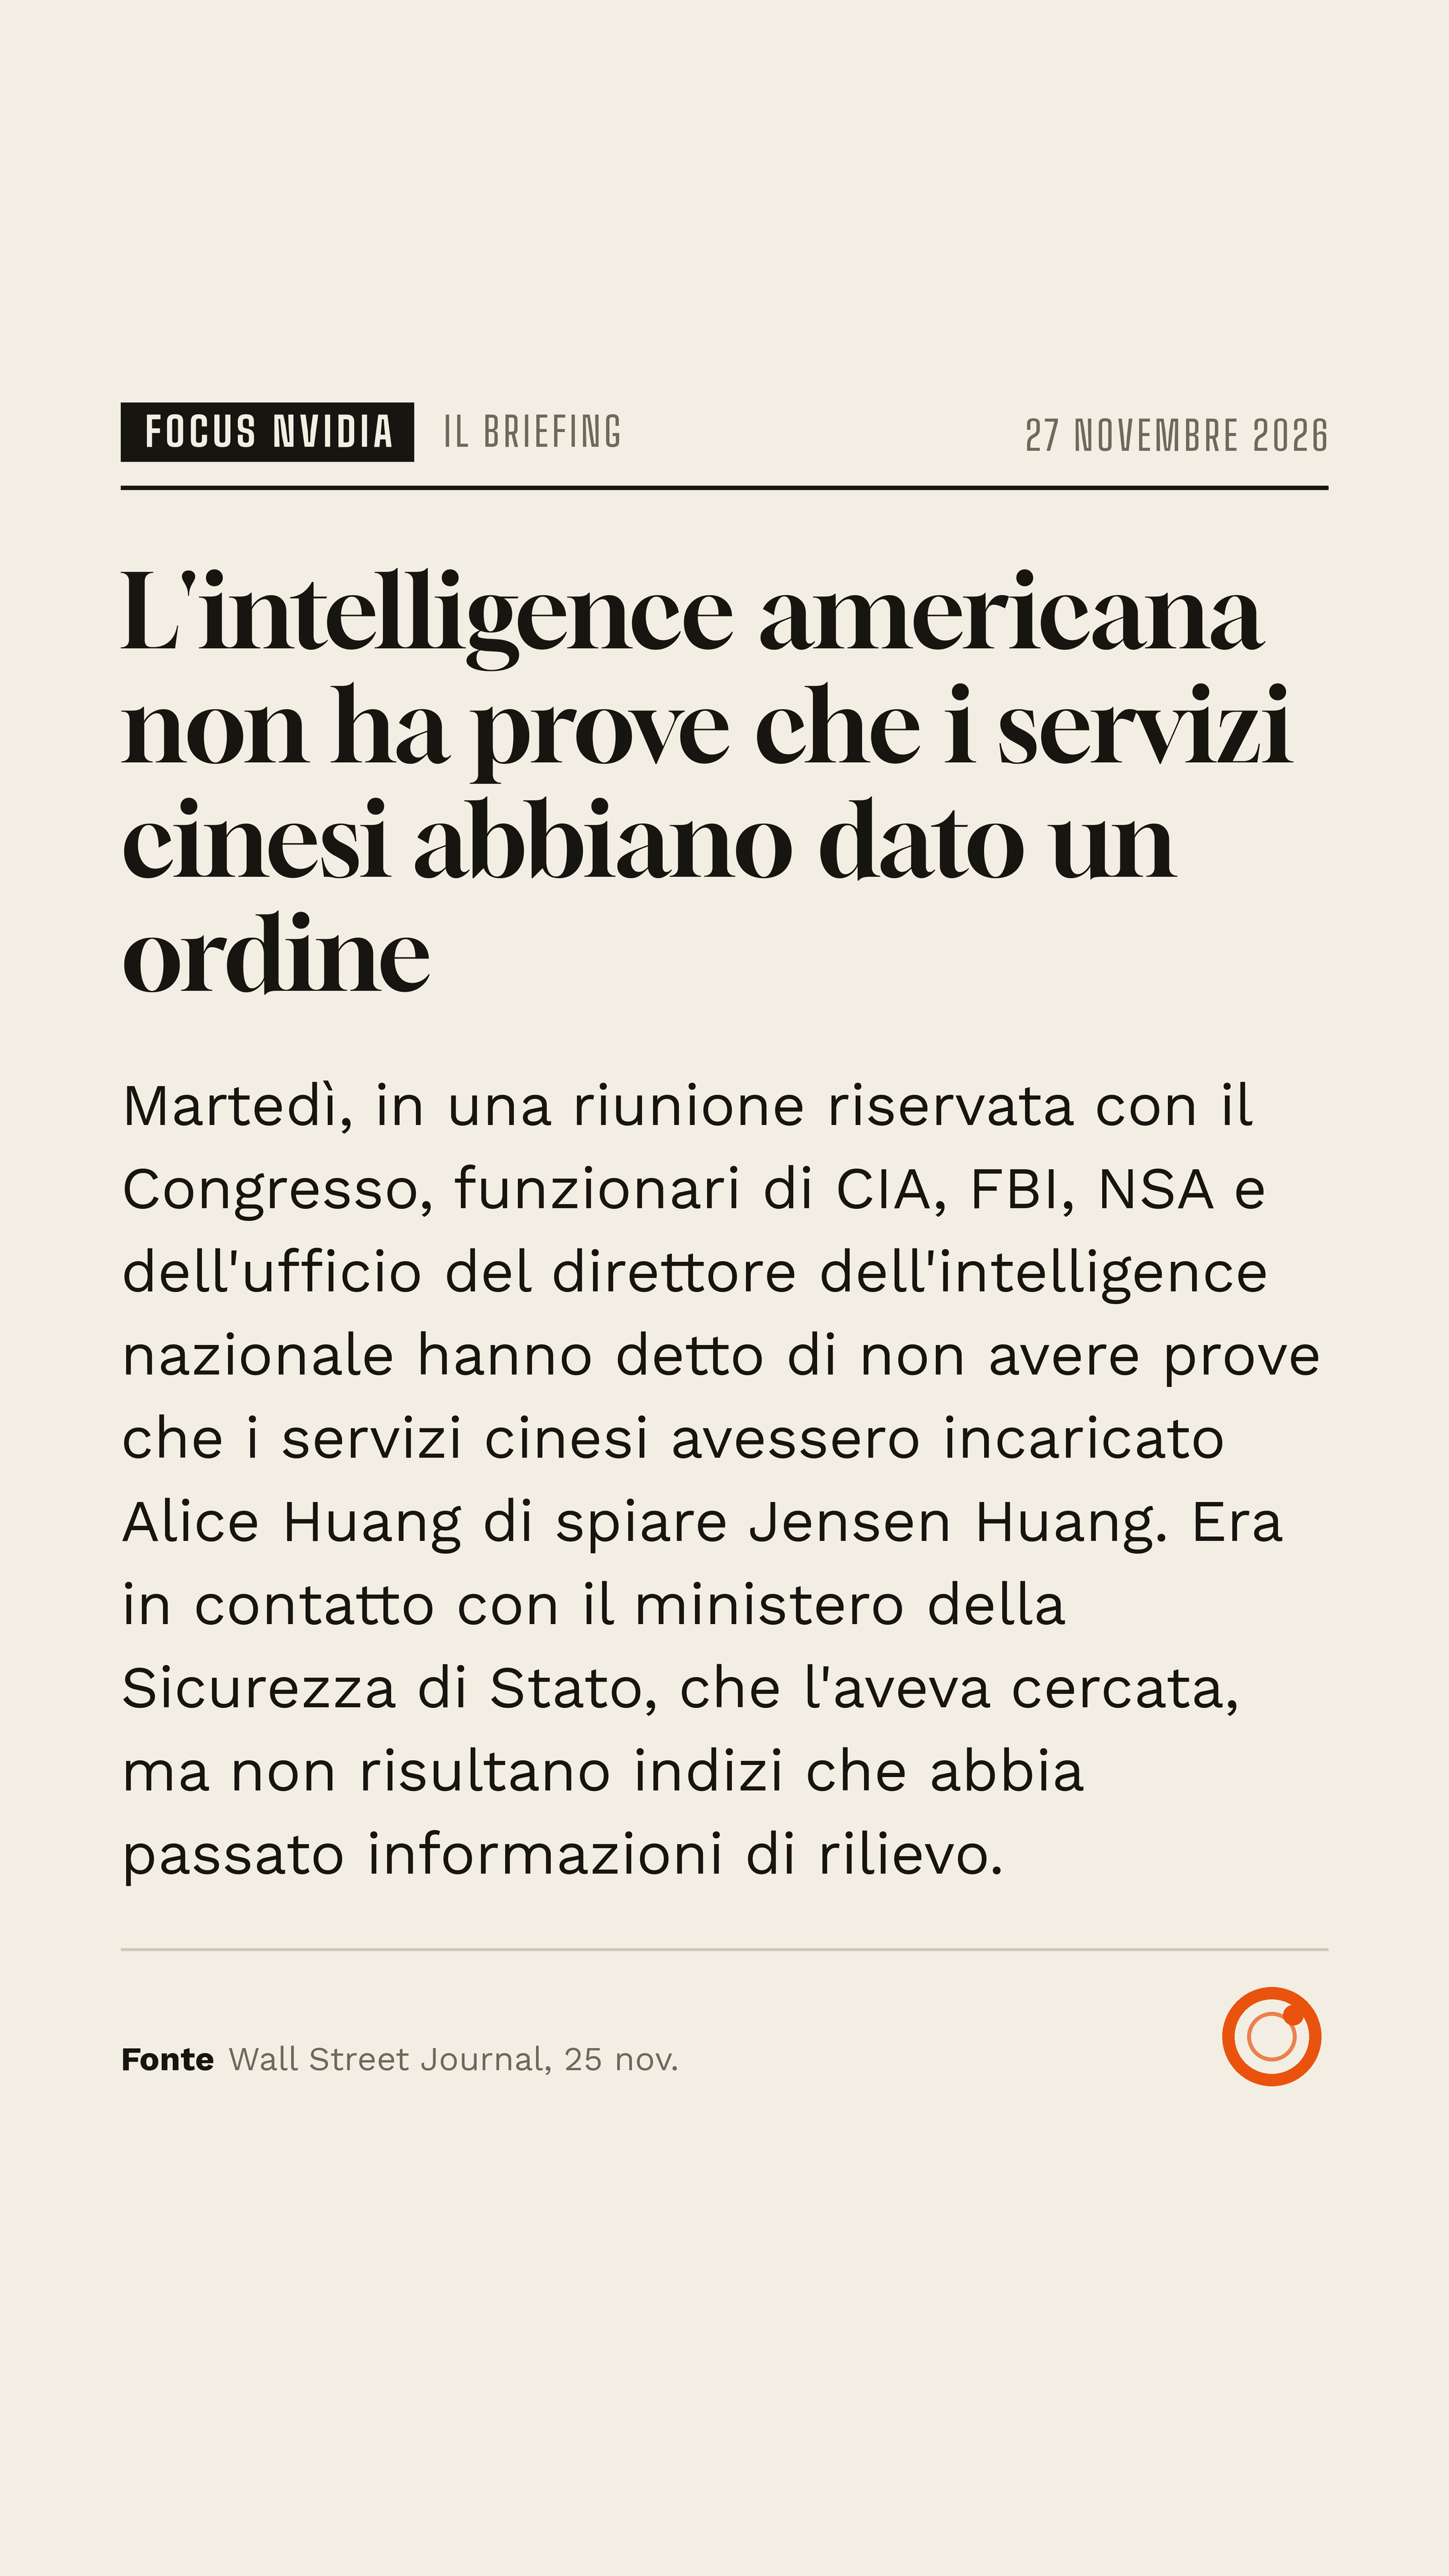 FOCUS NVIDIA IL BRIEFING 27 NOVEMBRE 2026
L'intelligence americana
non ha prove che i servizi
cinesi abbiano dato un
ordine
Martedì, in una riunione riservata con il
Congresso, funzionari di CIA, FBI, NSA e
dell'ufficio del direttore dell'intelligence
nazionale hanno detto di non avere prove
che i servizi cinesi avessero incaricato
Alice Huang di spiare Jensen Huang. Era
in contatto con il ministero della
Sicurezza di Stato, che l'aveva cercata,
ma non risultano indizi che abbia
passato informazioni di rilievo.
Fonte Wall Street Journal, 25 nov.